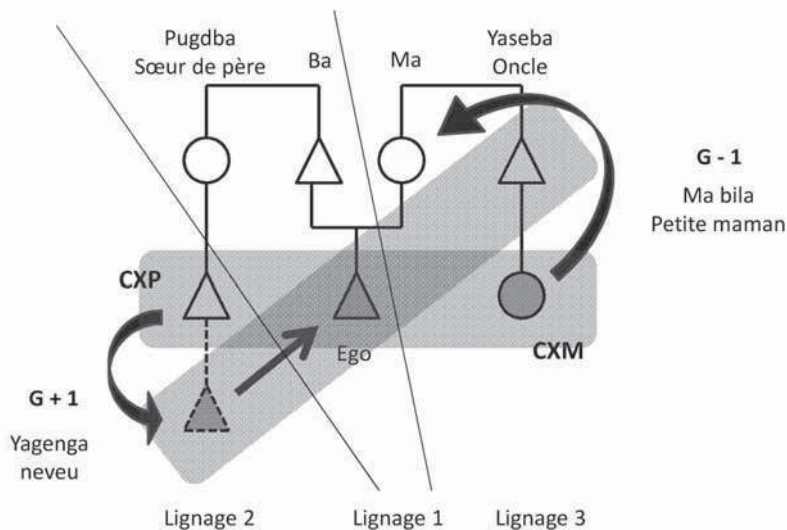 Pugdba
Sœur de père
Ba
Ma
Yaseba
Oncle
G - 1
Ma bila
Petite maman
CXP
Ego
CXM
G + 1
Yagenga
neveu
Lignage 2
Lignage 1
Lignage 3